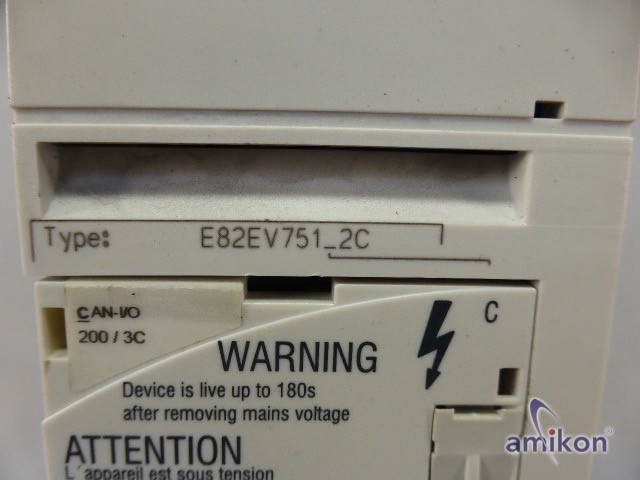 Type: E82EV751_2C
CAN-I/O
200 / 3C
C
WARNING
Device is live up to 180s
after removing mains voltage
ATTENTION
L´appareil est sous tension
amikon®